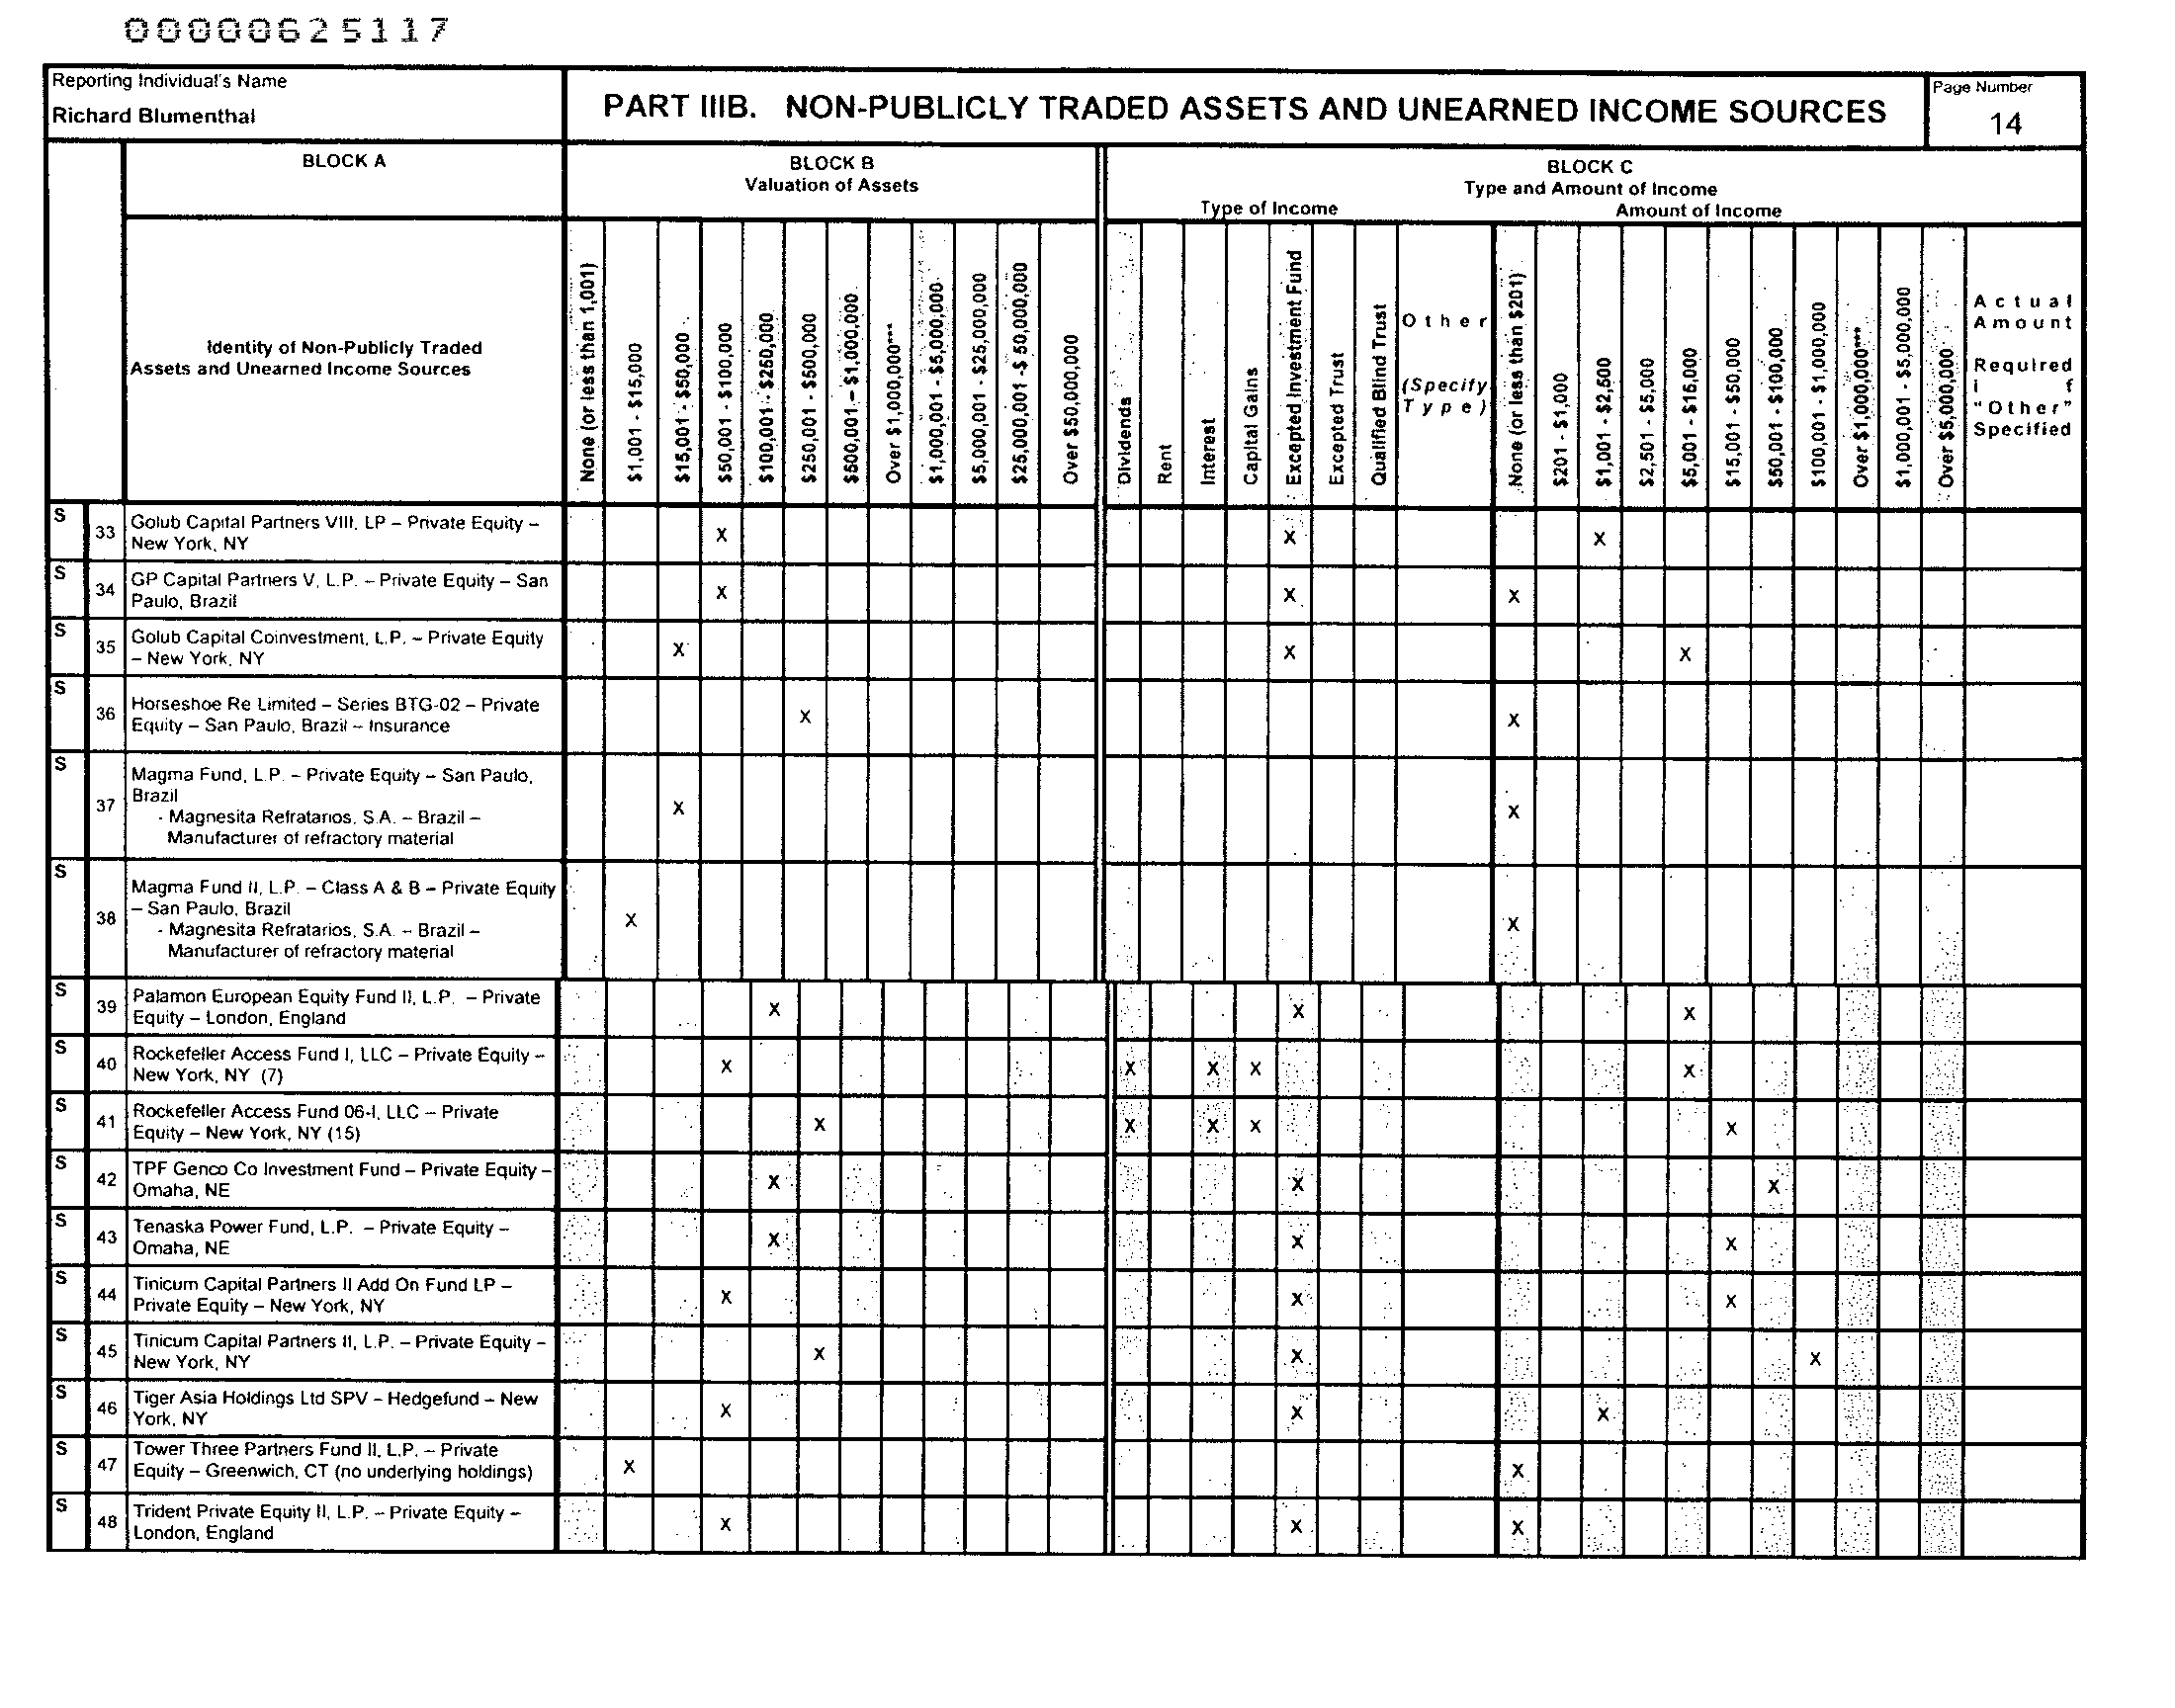 00000625117
Reporting Individual's Name
Richard Blumenthal
PART IIIB. NON-PUBLICLY TRADED ASSETS AND UNEARNED INCOME SOURCES
Page Number
14
BLOCK A
BLOCK B
Valuation of Assets
BLOCK C
Type and Amount of Income
Type of Income
Amount of Income
Identity of Non-Publicly Traded
Assets and Unearned Income Sources
None (or less than 1,001)
$1,001 - $15,000
$15,001 - $50,000
$50,001 - $100,000
$100,001 - $250,000
$250,001 - $500,000
$500,001 – $1,000,000
Over $1,000,000***
$1,000,001 - $5,000,000
$5,000,001 - $25,000,000
$25,000,001 -$ 50,000,000
Over $50,000,000
Dividends
Rent
Interest
Capital Gains
Excepted Investment Fund
Excepted Trust
Qualified Blind Trust
Other
(Specify
Type)
None (or less than $201)
$201 - $1,000
$1,001 - $2,500
$2,501 - $5,000
$5,001 - $15,000
$15,001 - $50,000
$50,001 - $100,000
$100,001 - $1,000,000
Over $1,000,000***
$1,000,001 - $5,000,000
Over $5,000,000
Actual
Amount
Required
i f
"Other"
Specified
S 33 Golub Capital Partners VIII, LP – Private Equity –
New York, NY X X X
S 34 GP Capital Partners V, L.P. – Private Equity – San
Paulo, Brazil X X X
S 35 Golub Capital Coinvestment, L.P. – Private Equity
– New York, NY X X X
S 36 Horseshoe Re Limited – Series BTG-02 – Private
Equity – San Paulo, Brazil – Insurance X X
S 37 Magma Fund, L.P. – Private Equity – San Paulo,
Brazil
- Magnesita Refratarios, S.A. – Brazil –
Manufacturer of refractory material X X
S 38 Magma Fund II, L.P. – Class A & B – Private Equity
– San Paulo, Brazil
- Magnesita Refratarios, S.A. – Brazil –
Manufacturer of refractory material X X
S 39 Palamon European Equity Fund II, L.P. – Private
Equity – London, England X X X
S 40 Rockefeller Access Fund I, LLC – Private Equity –
New York, NY (7) X X X X X
S 41 Rockefeller Access Fund 06-I, LLC – Private
Equity – New York, NY (15) X X X X X
S 42 TPF Genco Co Investment Fund – Private Equity –
Omaha, NE X X X
S 43 Tenaska Power Fund, L.P. – Private Equity –
Omaha, NE X X X
S 44 Tinicum Capital Partners II Add On Fund LP –
Private Equity – New York, NY X X X
S 45 Tinicum Capital Partners II, L.P. – Private Equity –
New York, NY X X X
S 46 Tiger Asia Holdings Ltd SPV – Hedgefund – New
York, NY X X X
S 47 Tower Three Partners Fund II, L.P. – Private
Equity – Greenwich, CT (no underlying holdings) X X
S 48 Trident Private Equity II, L.P. – Private Equity –
London, England X X X